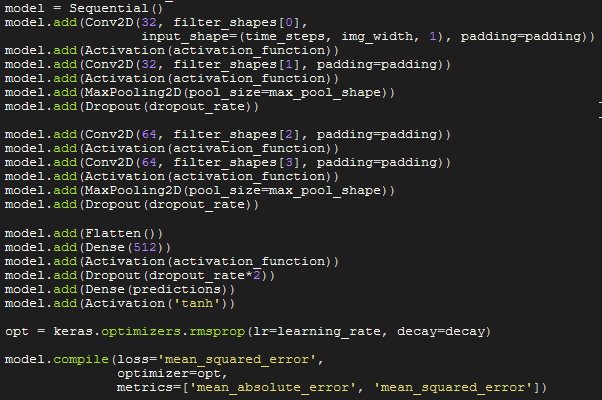 model = Sequential()
model.add(Conv2D(32, filter_shapes[0],
                 input_shape=(time_steps, img_width, 1), padding=padding))
model.add(Activation(activation_function))
model.add(Conv2D(32, filter_shapes[1], padding=padding))
model.add(Activation(activation_function))
model.add(MaxPooling2D(pool_size=max_pool_shape))
model.add(Dropout(dropout_rate))

model.add(Conv2D(64, filter_shapes[2], padding=padding))
model.add(Activation(activation_function))
model.add(Conv2D(64, filter_shapes[3], padding=padding))
model.add(Activation(activation_function))
model.add(MaxPooling2D(pool_size=max_pool_shape))
model.add(Dropout(dropout_rate))

model.add(Flatten())
model.add(Dense(512))
model.add(Activation(activation_function))
model.add(Dropout(dropout_rate*2))
model.add(Dense(predictions))
model.add(Activation('tanh'))

opt = keras.optimizers.rmsprop(lr=learning_rate, decay=decay)

model.compile(loss='mean_squared_error',
              optimizer=opt,
              metrics=['mean_absolute_error', 'mean_squared_error'])